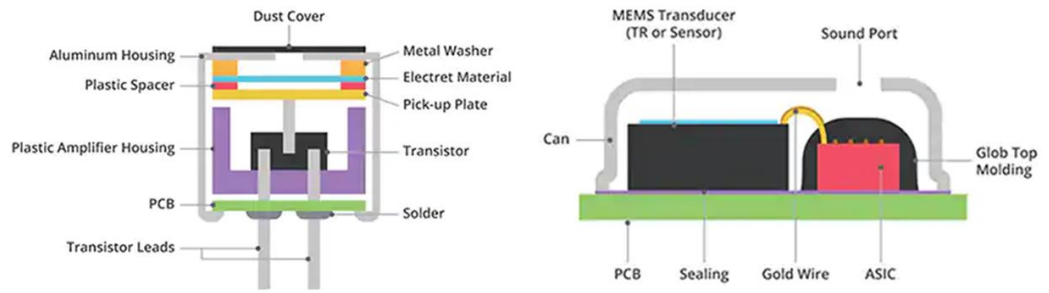 Dust Cover
Aluminum Housing
Metal Washer
Electret Material
Plastic Spacer
Pick-up Plate
Plastic Amplifier Housing
Transistor
PCB
Solder
Transistor Leads
MEMS Transducer
(TR or Sensor)
Sound Port
Can
Glob Top
Molding
PCB
Sealing
Gold Wire
ASIC